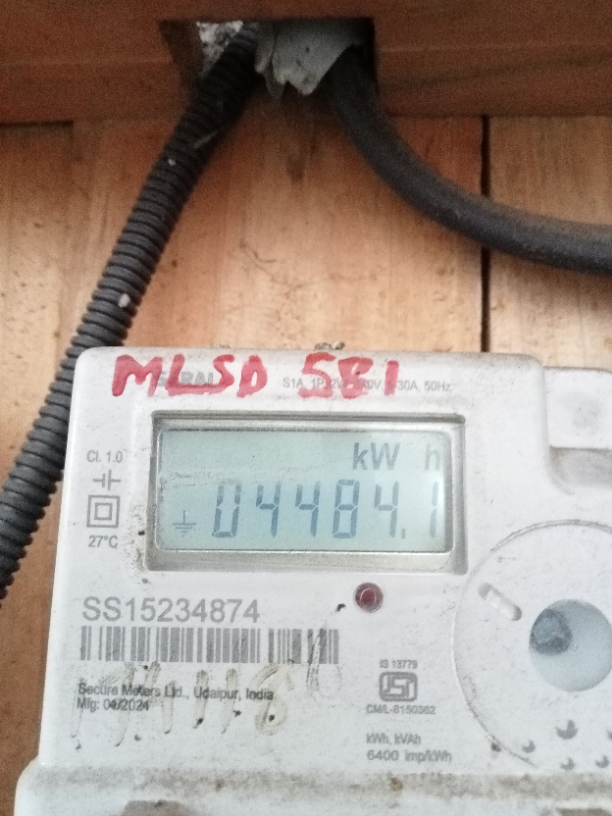 MLSD SB1
Cl. 1.0
kW h
04484.1
27°C
SS15234874
Secure Meters Ltd., Udaipur, India
Mfg: 04/2024
IS 13779
CM/L-8150362
kWh, kVAh
6400 imp/kWh